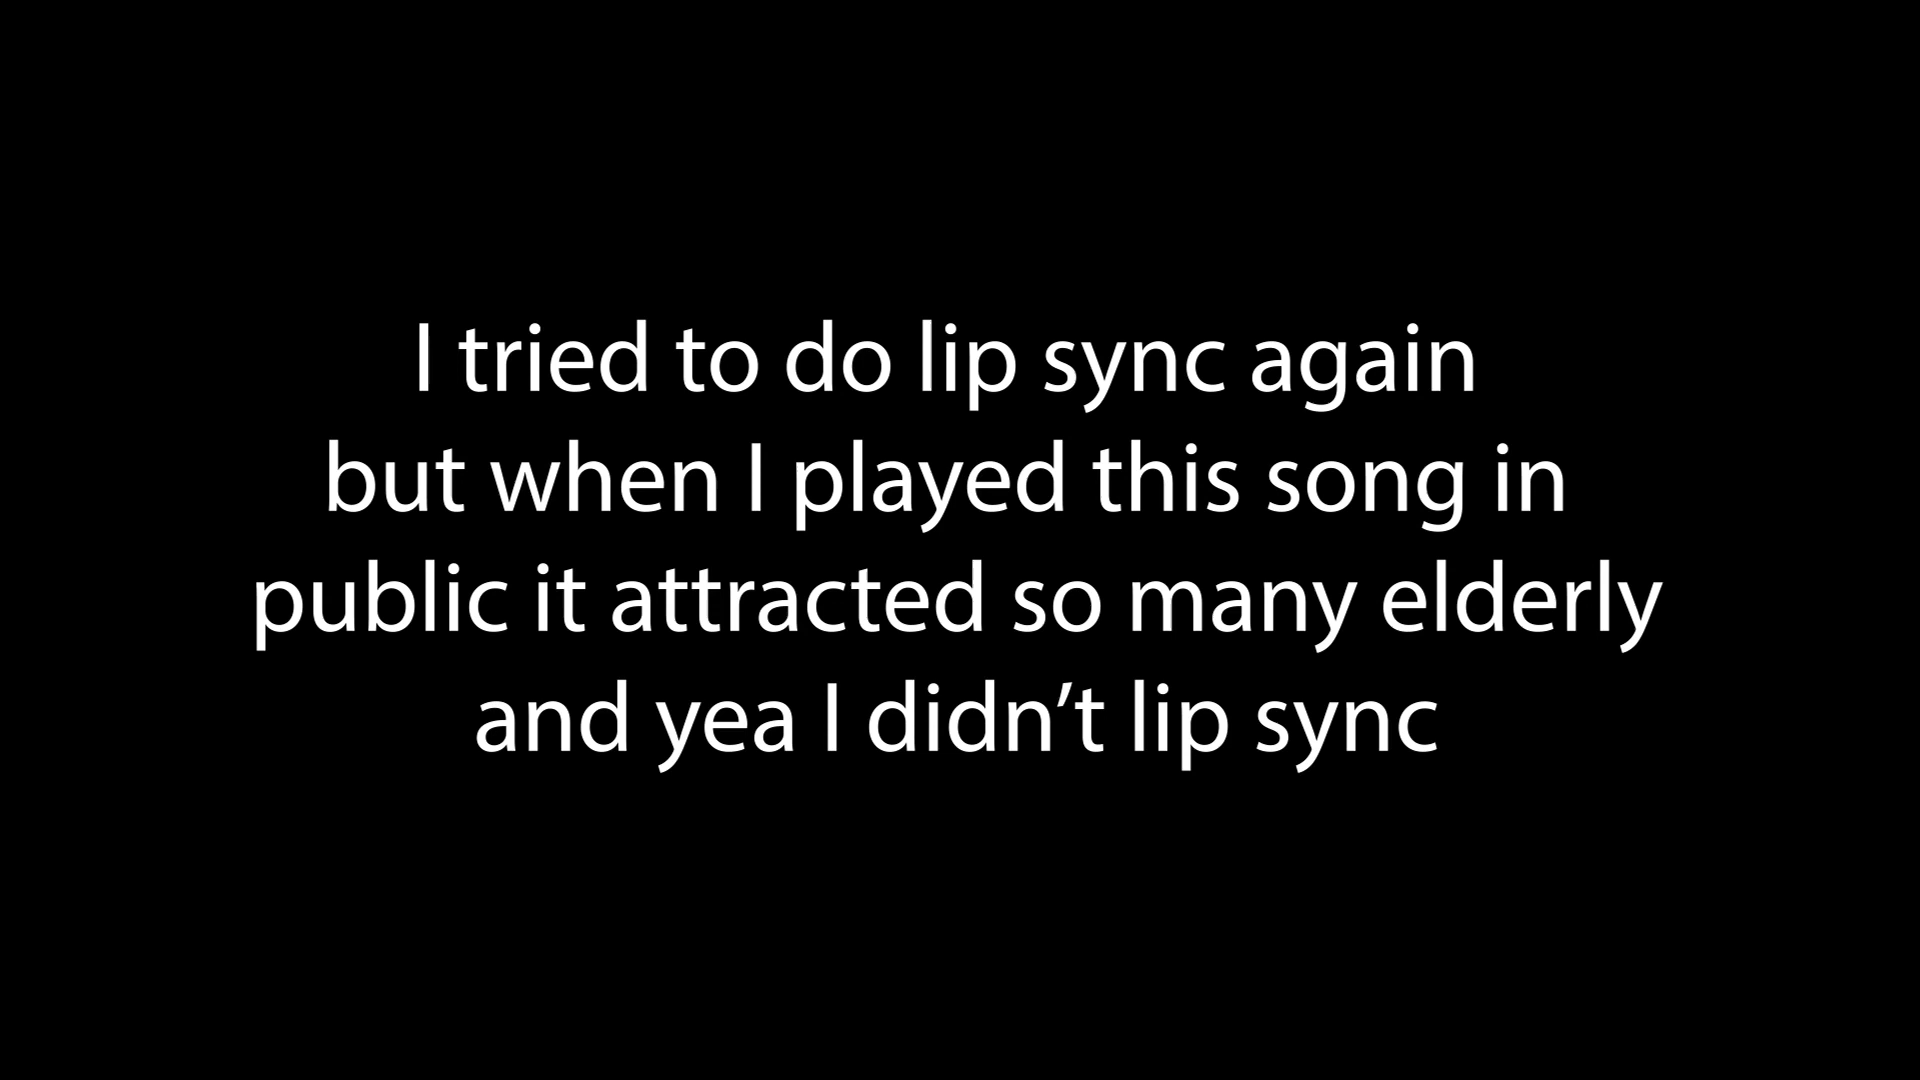 I tried to do lip sync again
but when I played this song in
public it attracted so many elderly
and yea I didn’t lip sync